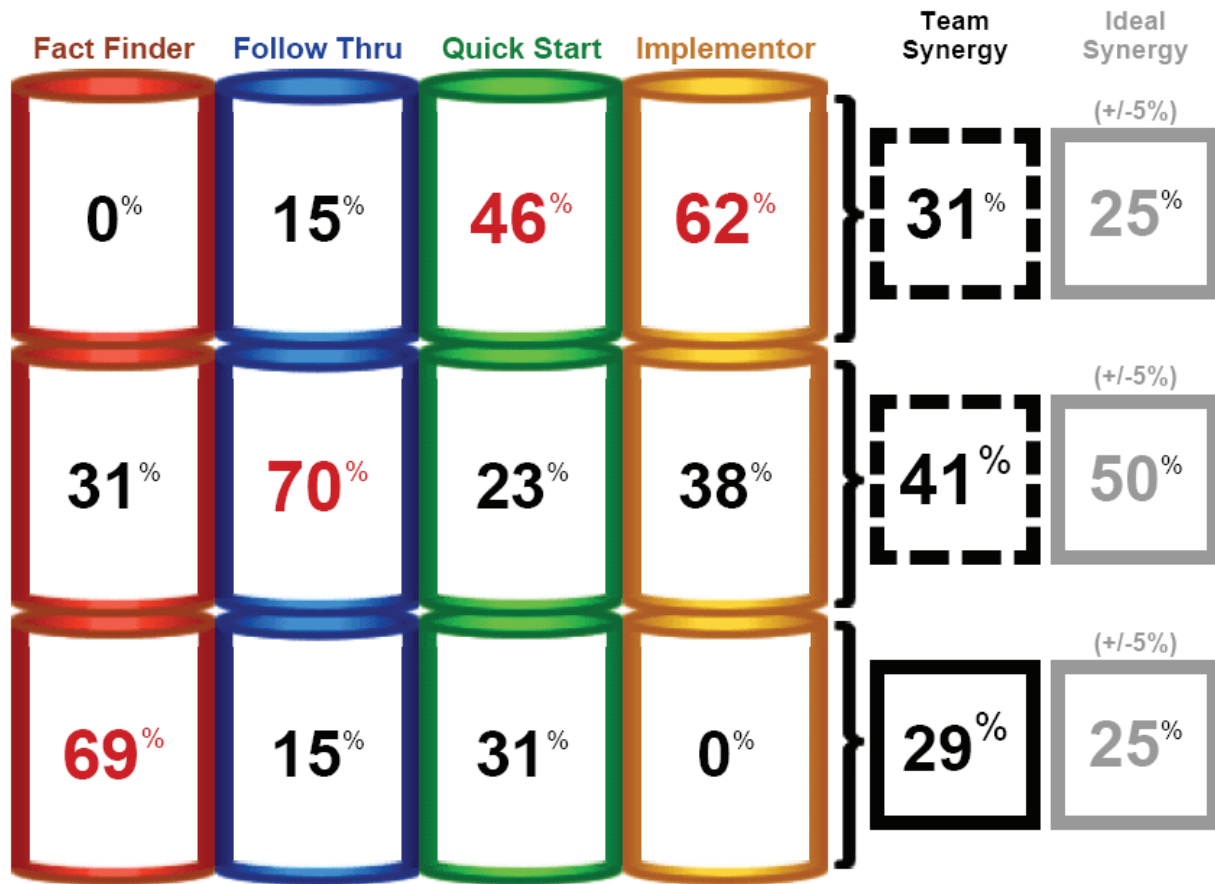 Team Ideal
Fact Finder Follow Thru Quick Start Implementor Synergy Synergy
(+/-5%)
0% 15% 46% 62% 31% 25%
(+/-5%)
31% 70% 23% 38% 41% 50%
(+/-5%)
69% 15% 31% 0% 29% 25%